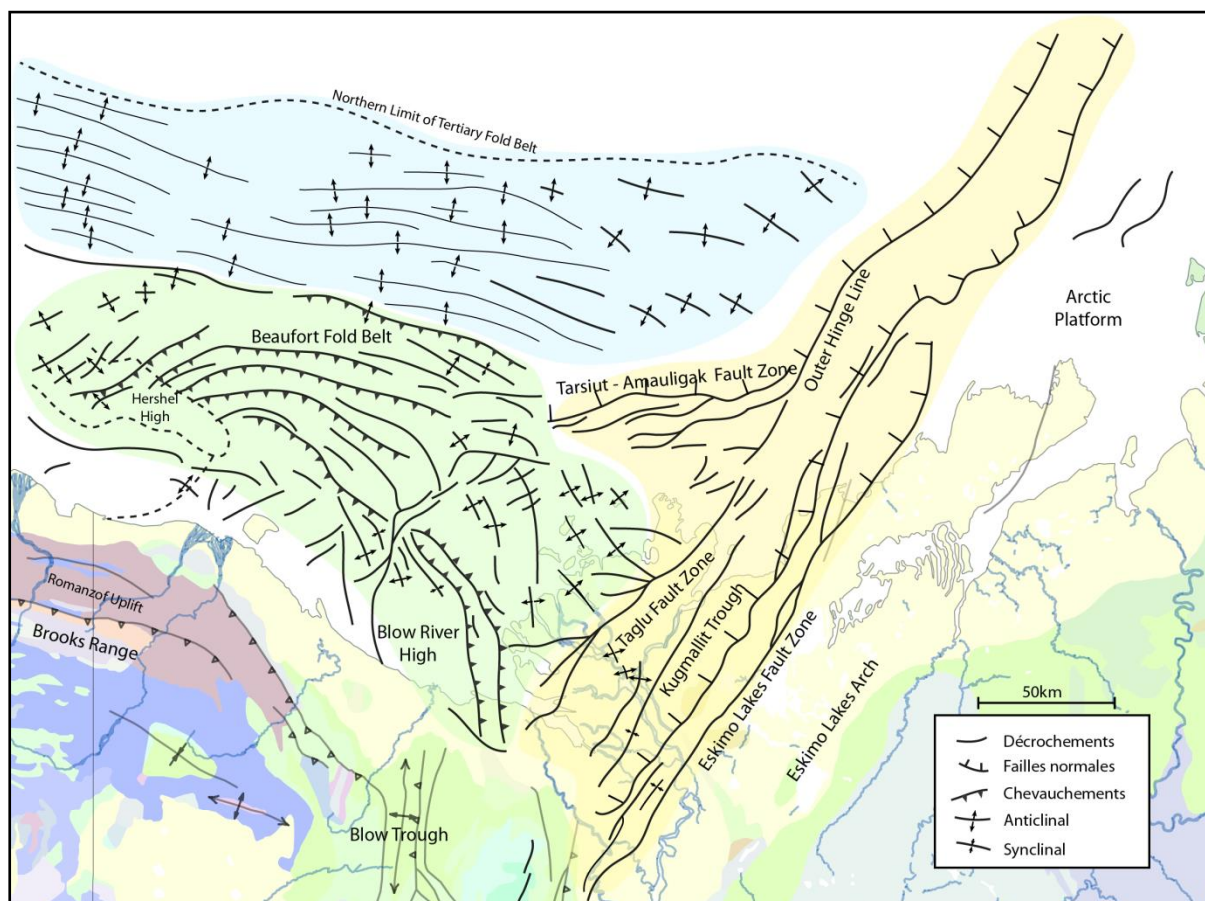 Northern Limit of Tertiary Fold Belt
Beaufort Fold Belt
Hershel
High
Tarsiut - Amauligak Fault Zone
Outer Hinge Line
Arctic
Platform
Romanzof Uplift
Brooks Range
Blow River
High
Taglu Fault Zone
Kugmallit Trough
Eskimo Lakes Fault Zone
Eskimo Lakes Arch
Blow Trough
50km
Décrochements
Failles normales
Chevauchements
Anticlinal
Synclinal